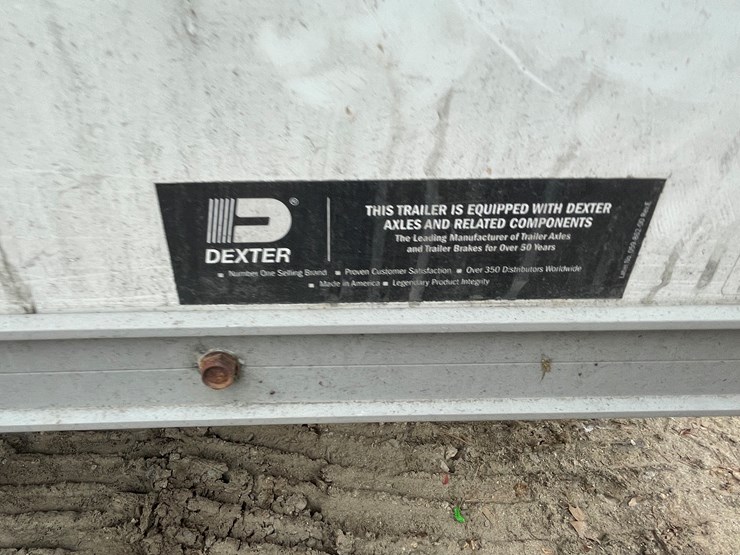 D®
DEXTER
THIS TRAILER IS EQUIPPED WITH DEXTER
AXLES AND RELATED COMPONENTS
The Leading Manufacturer of Trailer Axles
and Trailer Brakes for Over 50 Years
■ Number One Selling Brand ■ Proven Customer Satisfaction ■ Over 350 Distributors Worldwide
■ Made in America ■ Legendary Product Integrity